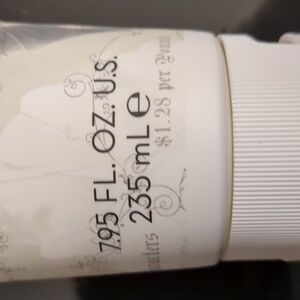 7.95 FL. OZ. U.S.
235 mL e
$1.28 per Pound